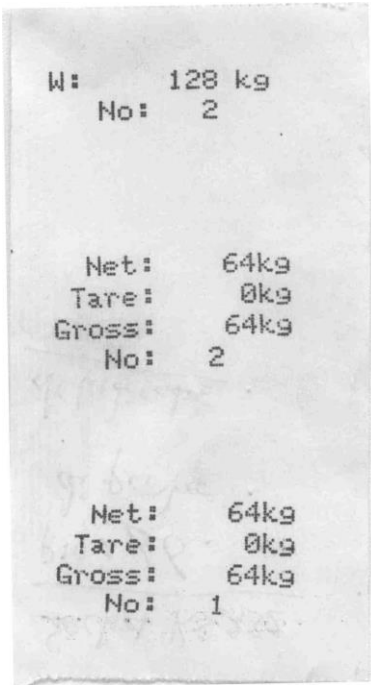 W: 128 kg
No: 2
Net: 64kg
Tare: 0kg
Gross: 64kg
No: 2
Net: 64kg
Tare: 0kg
Gross: 64kg
No: 1